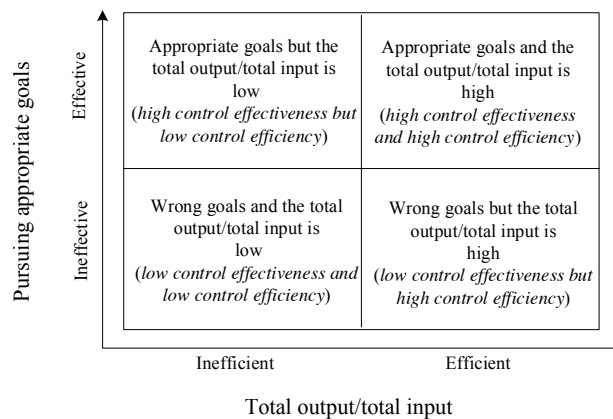 Pursuing appropriate goals
Effective
Appropriate goals but the
total output/total input is
low
(high control effectiveness but
low control efficiency)
Appropriate goals and the
total output/total input is
high
(high control effectiveness
and high control efficiency)
Ineffective
Wrong goals and the total
output/total input is
low
(low control effectiveness and
low control efficiency)
Wrong goals but the total
output/total input is
high
(low control effectiveness but
high control efficiency)
Inefficient
Efficient
Total output/total input